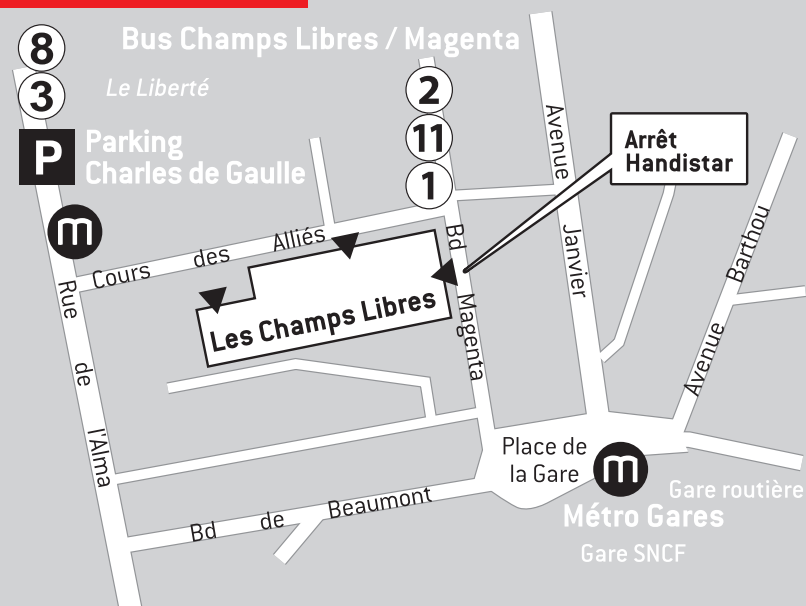 8
Bus Champs Libres / Magenta
3
Le Liberté
2
11
1
P
Parking
Charles de Gaulle
m
Arrêt
Handistar
Avenue
Janvier
Cours des Alliés
Bd Magenta
Les Champs Libres
Rue de l'Alma
Avenue Barthou
Place de
la Gare
m
Gare routière
Métro Gares
Gare SNCF
Bd de Beaumont